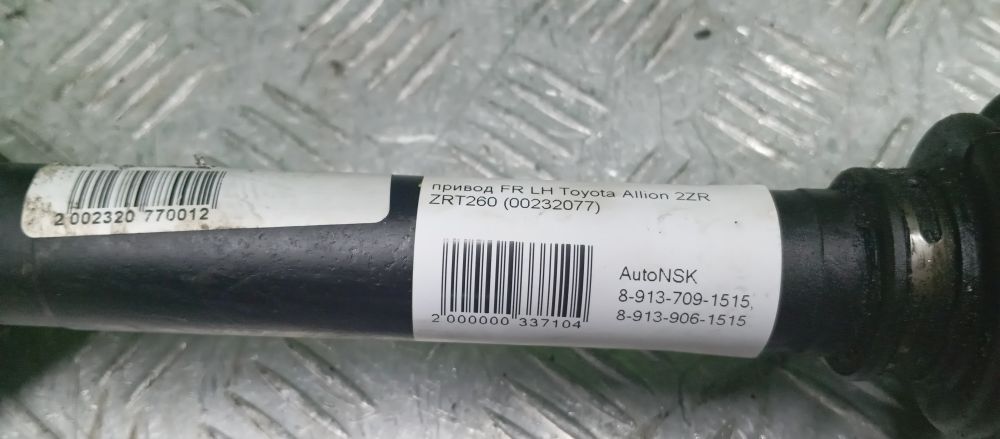 2 002320 770012
привод FR LH Toyota Allion 2ZR
ZRT260 (00232077)
2 000000 337104
AutoNSK
8-913-709-1515,
8-913-906-1515